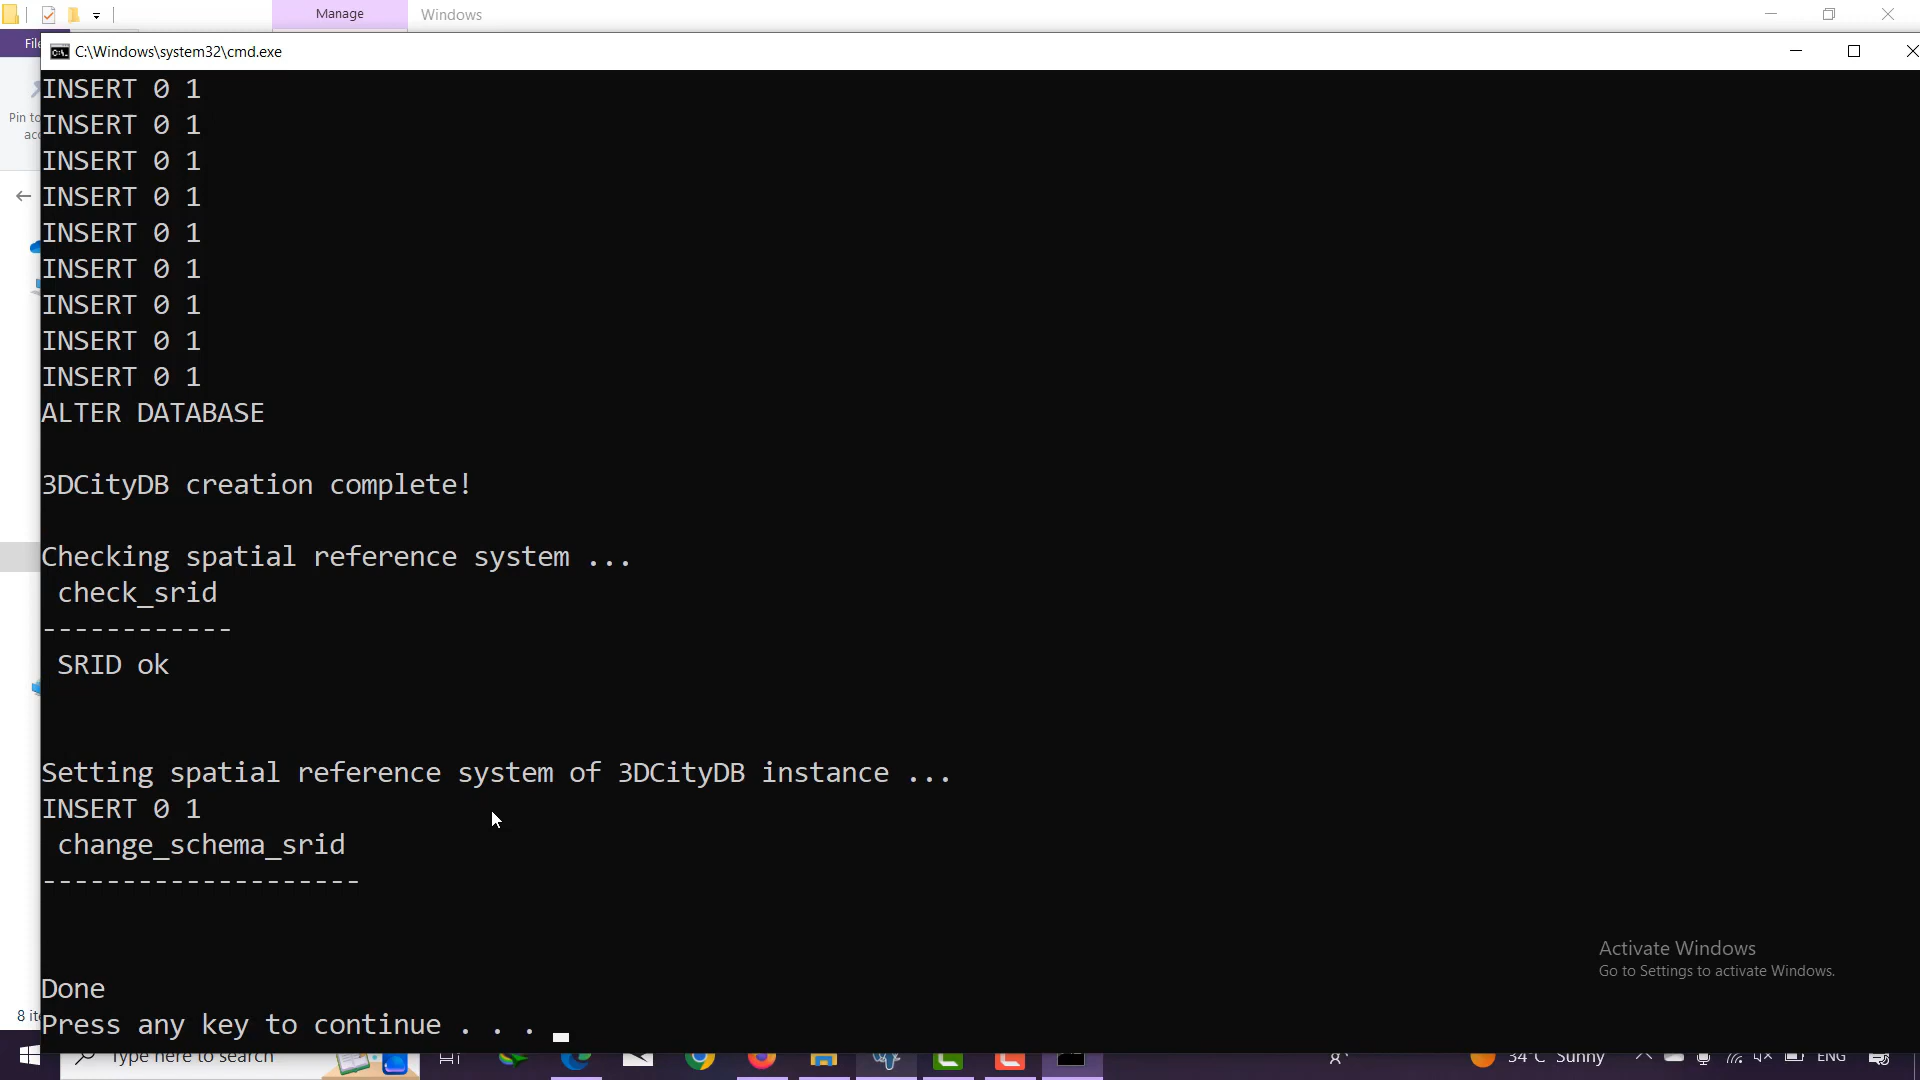 Manage
Windows
File
C:\Windows\system32\cmd.exe
Pin to
INSERT 0 1
INSERT 0 1
INSERT 0 1
INSERT 0 1
INSERT 0 1
INSERT 0 1
INSERT 0 1
INSERT 0 1
INSERT 0 1
ALTER DATABASE
3DCityDB creation complete!
Checking spatial reference system ...
check_srid
------------
SRID ok
Setting spatial reference system of 3DCityDB instance ...
INSERT 0 1
change_schema_srid
--------------------
Activate Windows
Go to Settings to activate Windows.
Done
8
Press any key to continue . . .
Type here to search
34°C Sunny
ENG